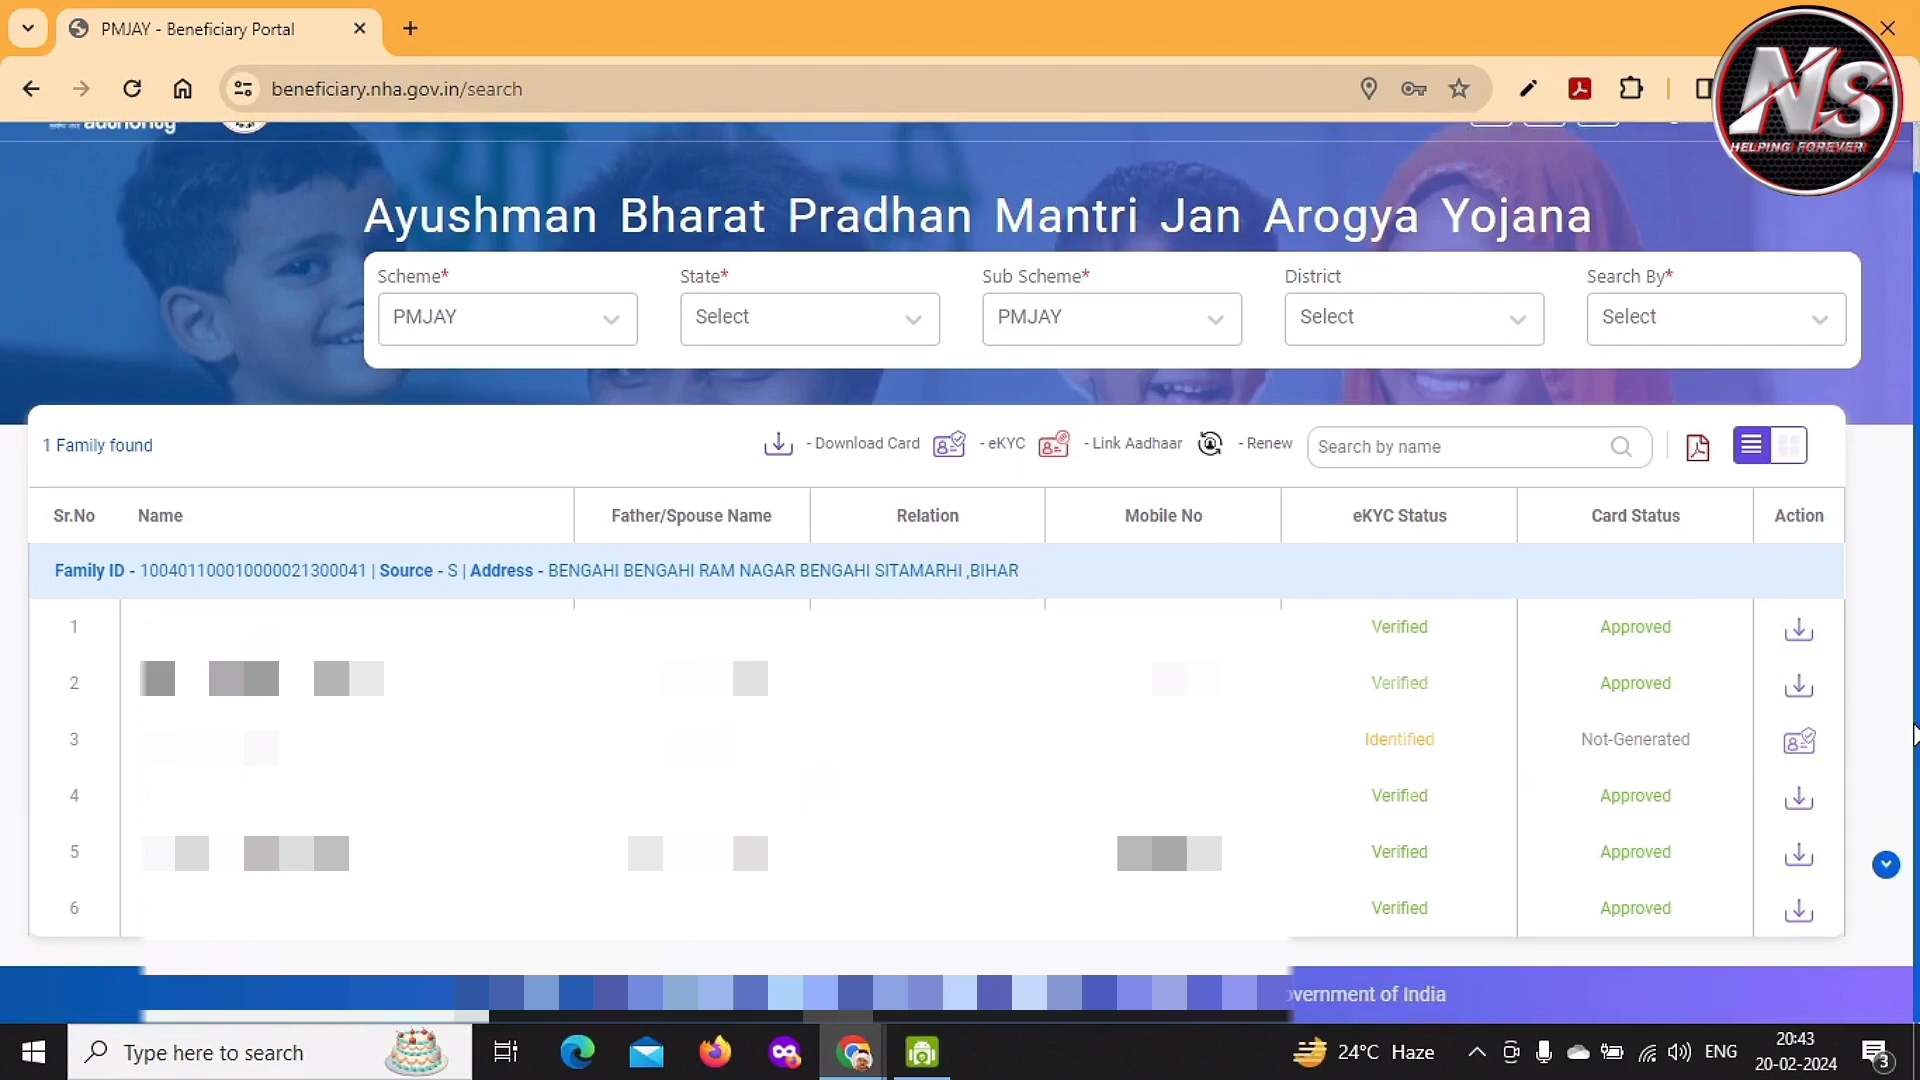 PMJAY - Beneficiary Portal
beneficiary.nha.gov.in/search
NS
HELPING FOREVER
Ayushman Bharat Pradhan Mantri Jan Arogya Yojana
Scheme* State* Sub Scheme* District Search By*
PMJAY Select PMJAY Select Select
1 Family found - Download Card - eKYC - Link Aadhaar - Renew Search by name
Sr.No Name Father/Spouse Name Relation Mobile No eKYC Status Card Status Action
Family ID - 100401100010000021300041 | Source - S | Address - BENGAHI BENGAHI RAM NAGAR BENGAHI SITAMARHI ,BIHAR
1 Verified Approved
2 Verified Approved
3 Identified Not-Generated
4 Verified Approved
5 Verified Approved
6 Verified Approved
of India
Type here to search 24°C Haze ENG 20:43
20-02-2024 3